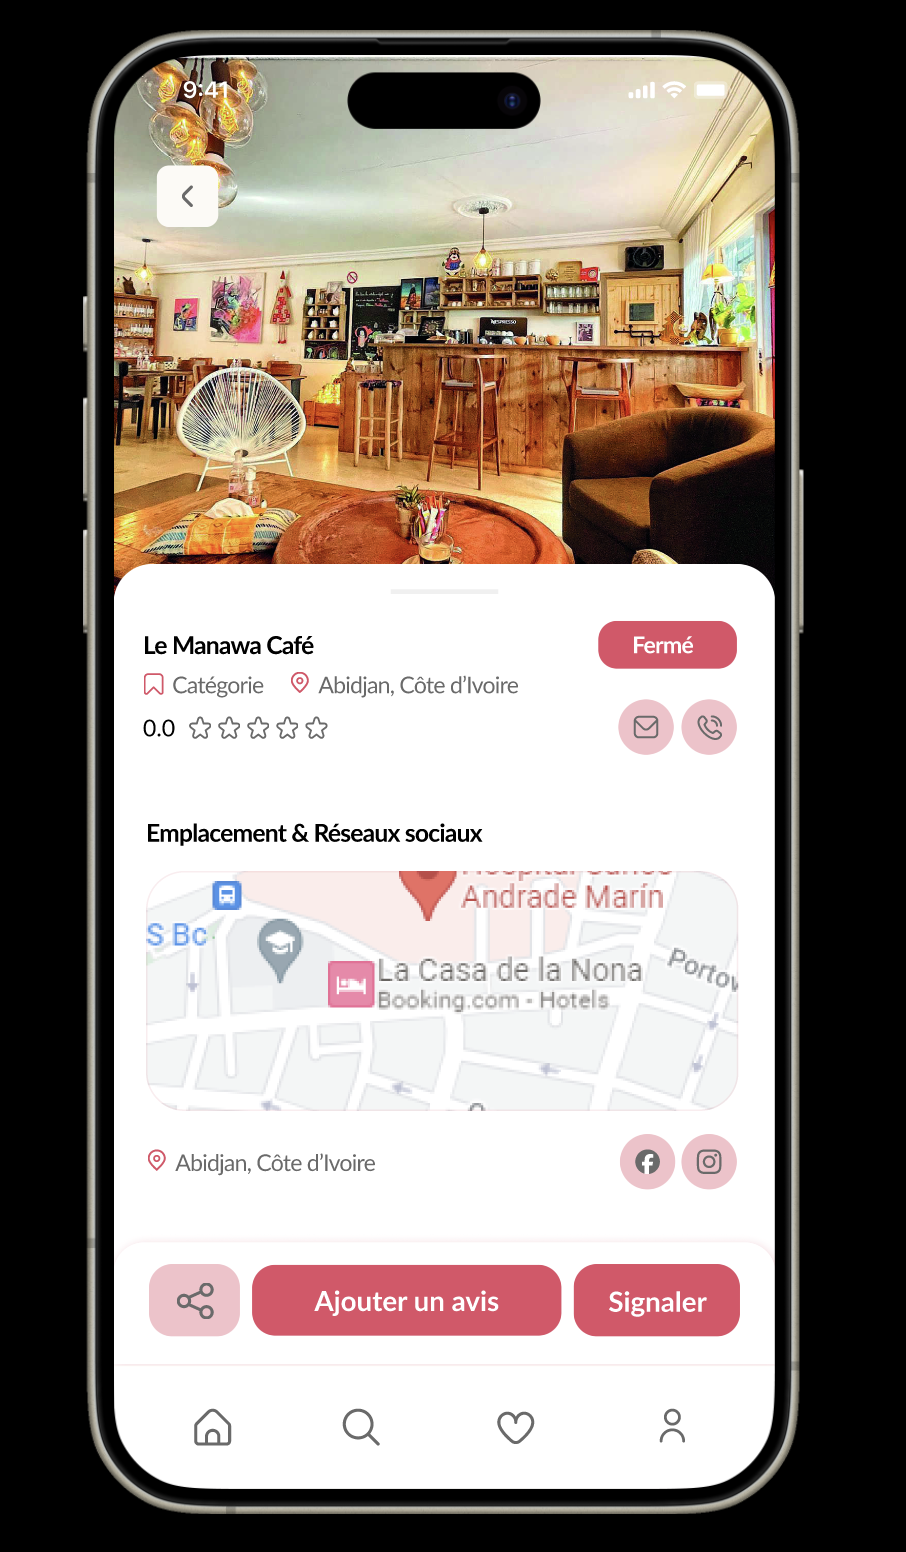 9:41
NESPRESSO
Le Manawa Café
Fermé
Catégorie
Abidjan, Côte d'Ivoire
0.0
Emplacement & Réseaux sociaux
Andrade Marín
S Bc
La Casa de la Nona
Booking.com - Hotels
Portov
Abidjan, Côte d'Ivoire
Ajouter un avis
Signaler